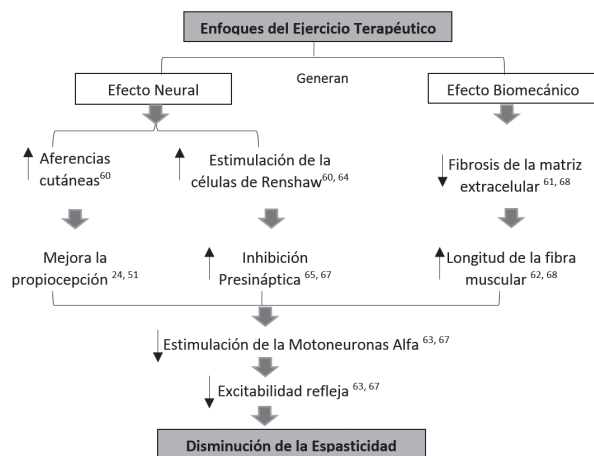 Enfoques del Ejercicio Terapéutico
Generan
Efecto Neural
Efecto Biomecánico
Aferencias
cutáneas60
Estimulación de la
células de Renshaw60, 64
Fibrosis de la matriz
extracelular 61, 68
Mejora la
propiocepción 24, 51
Inhibición
Presináptica 65, 67
Longitud de la fibra
muscular 62, 68
Estimulación de la Motoneuronas Alfa 63, 67
Excitabilidad refleja 63, 67
Disminución de la Espasticidad